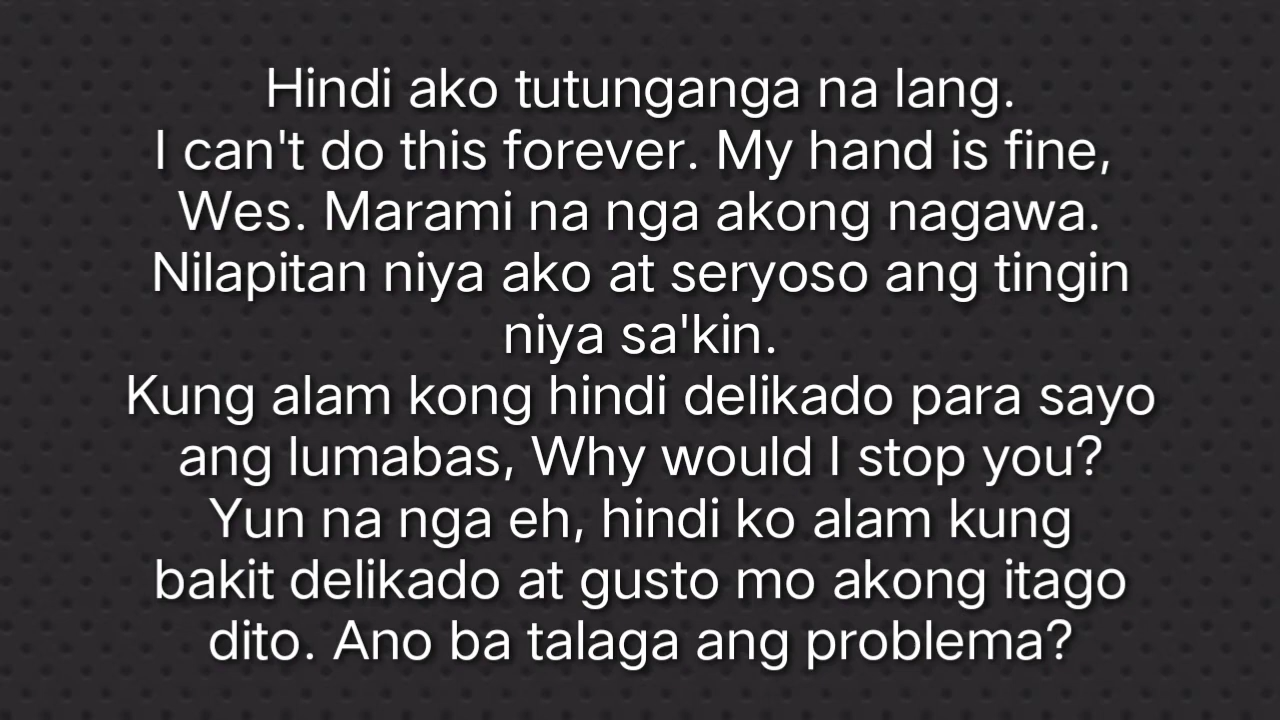 Hindi ako tutunganga na lang.
I can't do this forever. My hand is fine,
Wes. Marami na nga akong nagawa.
Nilapitan niya ako at seryoso ang tingin
niya sa'kin.
Kung alam kong hindi delikado para sayo
ang lumabas, Why would I stop you?
Yun na nga eh, hindi ko alam kung
bakit delikado at gusto mo akong itago
dito. Ano ba talaga ang problema?